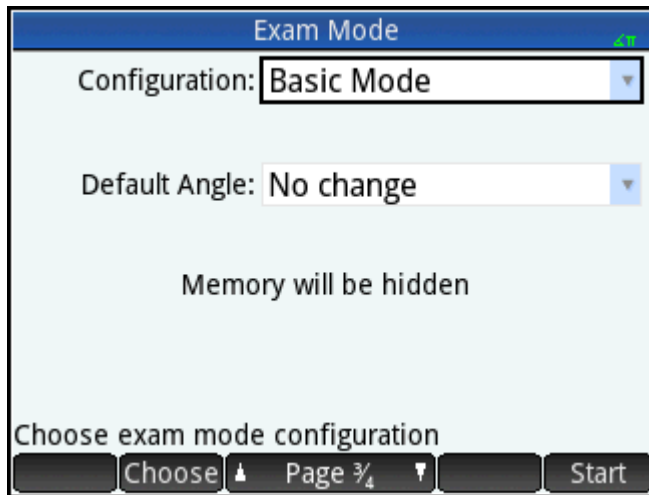 Exam Mode
∡π
Configuration: Basic Mode
Default Angle: No change
Memory will be hidden
Choose exam mode configuration
Choose Page ¾ Start